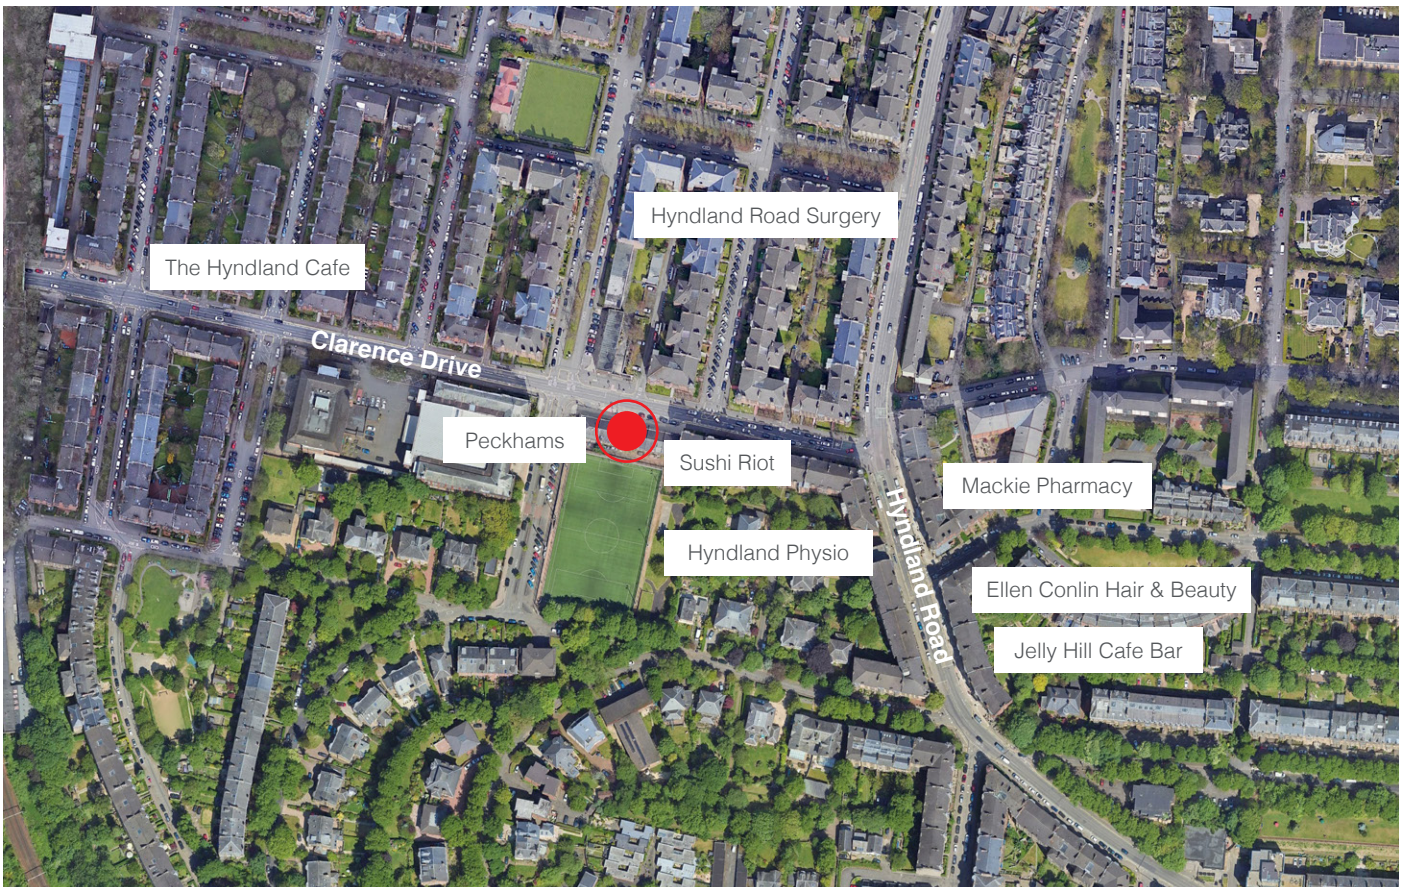 Hyndland Road Surgery
The Hyndland Cafe
Clarence Drive
Peckhams
Sushi Riot
Mackie Pharmacy
Hyndland Physio
Hyndland Road
Ellen Conlin Hair & Beauty
Jelly Hill Cafe Bar